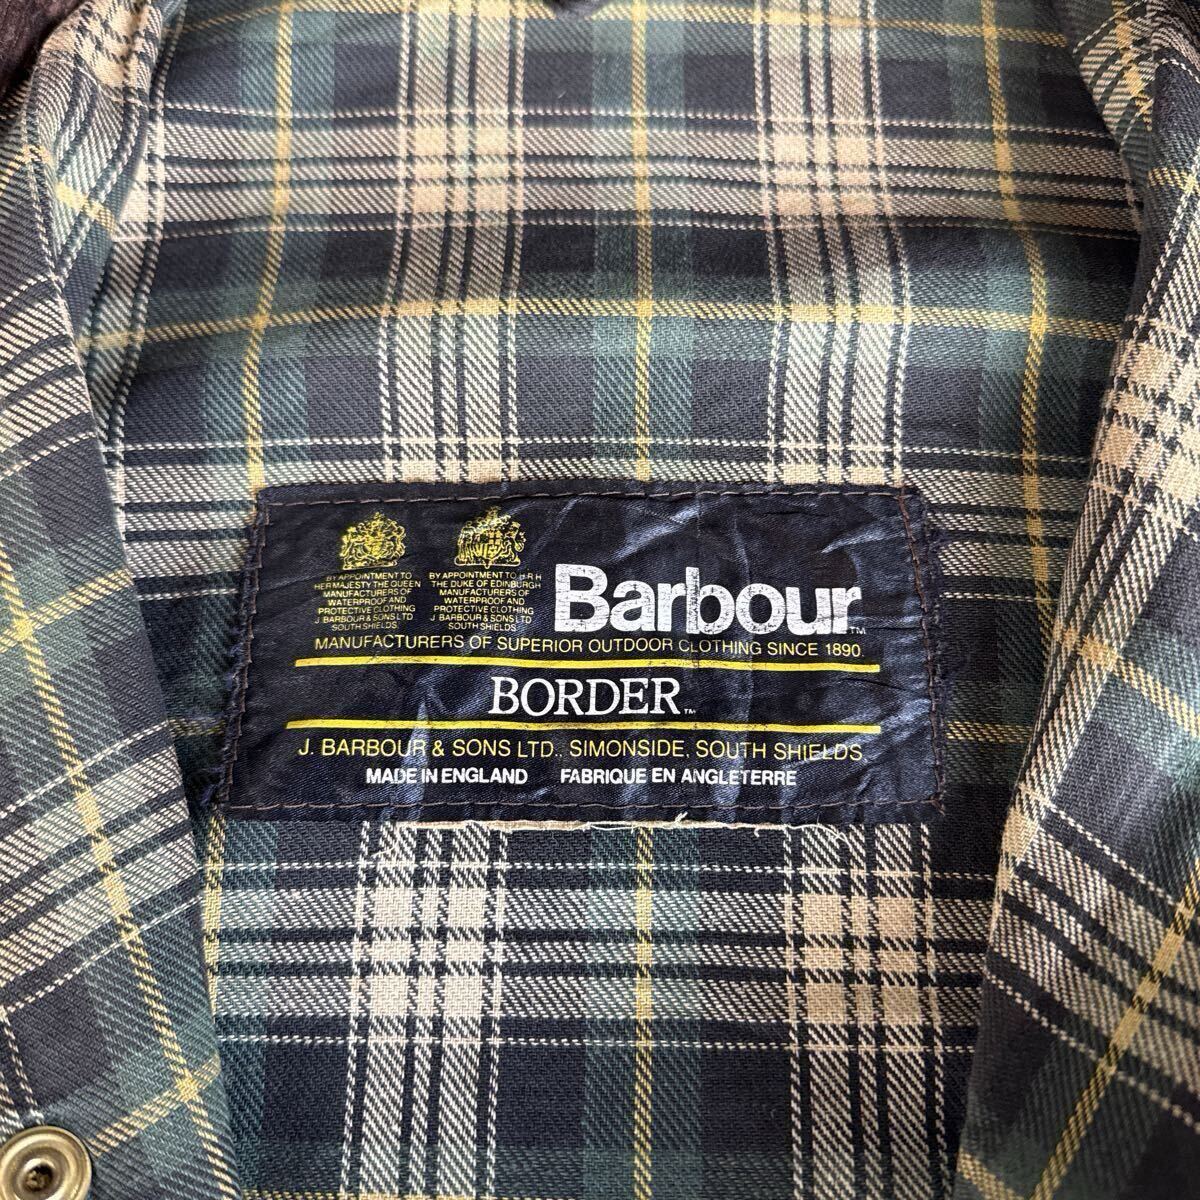 BY APPOINTMENT TO
HER MAJESTY THE QUEEN
MANUFACTURERS OF
WATERPROOF AND
PROTECTIVE CLOTHING
J. BARBOUR & SONS LTD
SOUTH SHIELDS.
BY APPOINTMENT TO H R H
THE DUKE OF EDINBURGH
MANUFACTURERS OF
WATERPROOF AND
PROTECTIVE CLOTHING
J. BARBOUR & SONS LTD
SOUTH SHIELDS
Barbour™
MANUFACTURERS OF SUPERIOR OUTDOOR CLOTHING SINCE 1890.
BORDER™
J. BARBOUR & SONS LTD., SIMONSIDE, SOUTH SHIELDS
MADE IN ENGLAND FABRIQUE EN ANGLETERRE